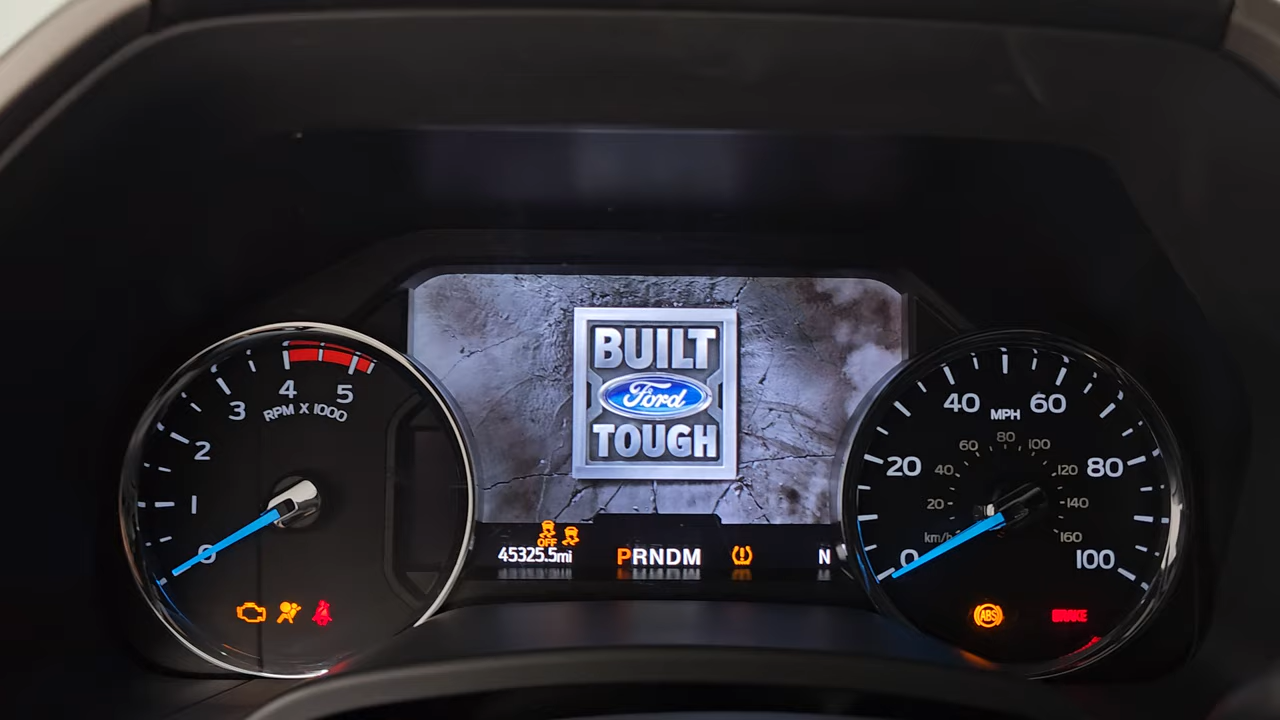 BUILT
Ford
TOUGH
4 5
3
RPM X 1000
2
1
0
40 MPH 60
60 80 100
20 40 120 80
20 140
km/h 160
0 100
OFF
45325.5mi PRNDM N
ABS BRAKE